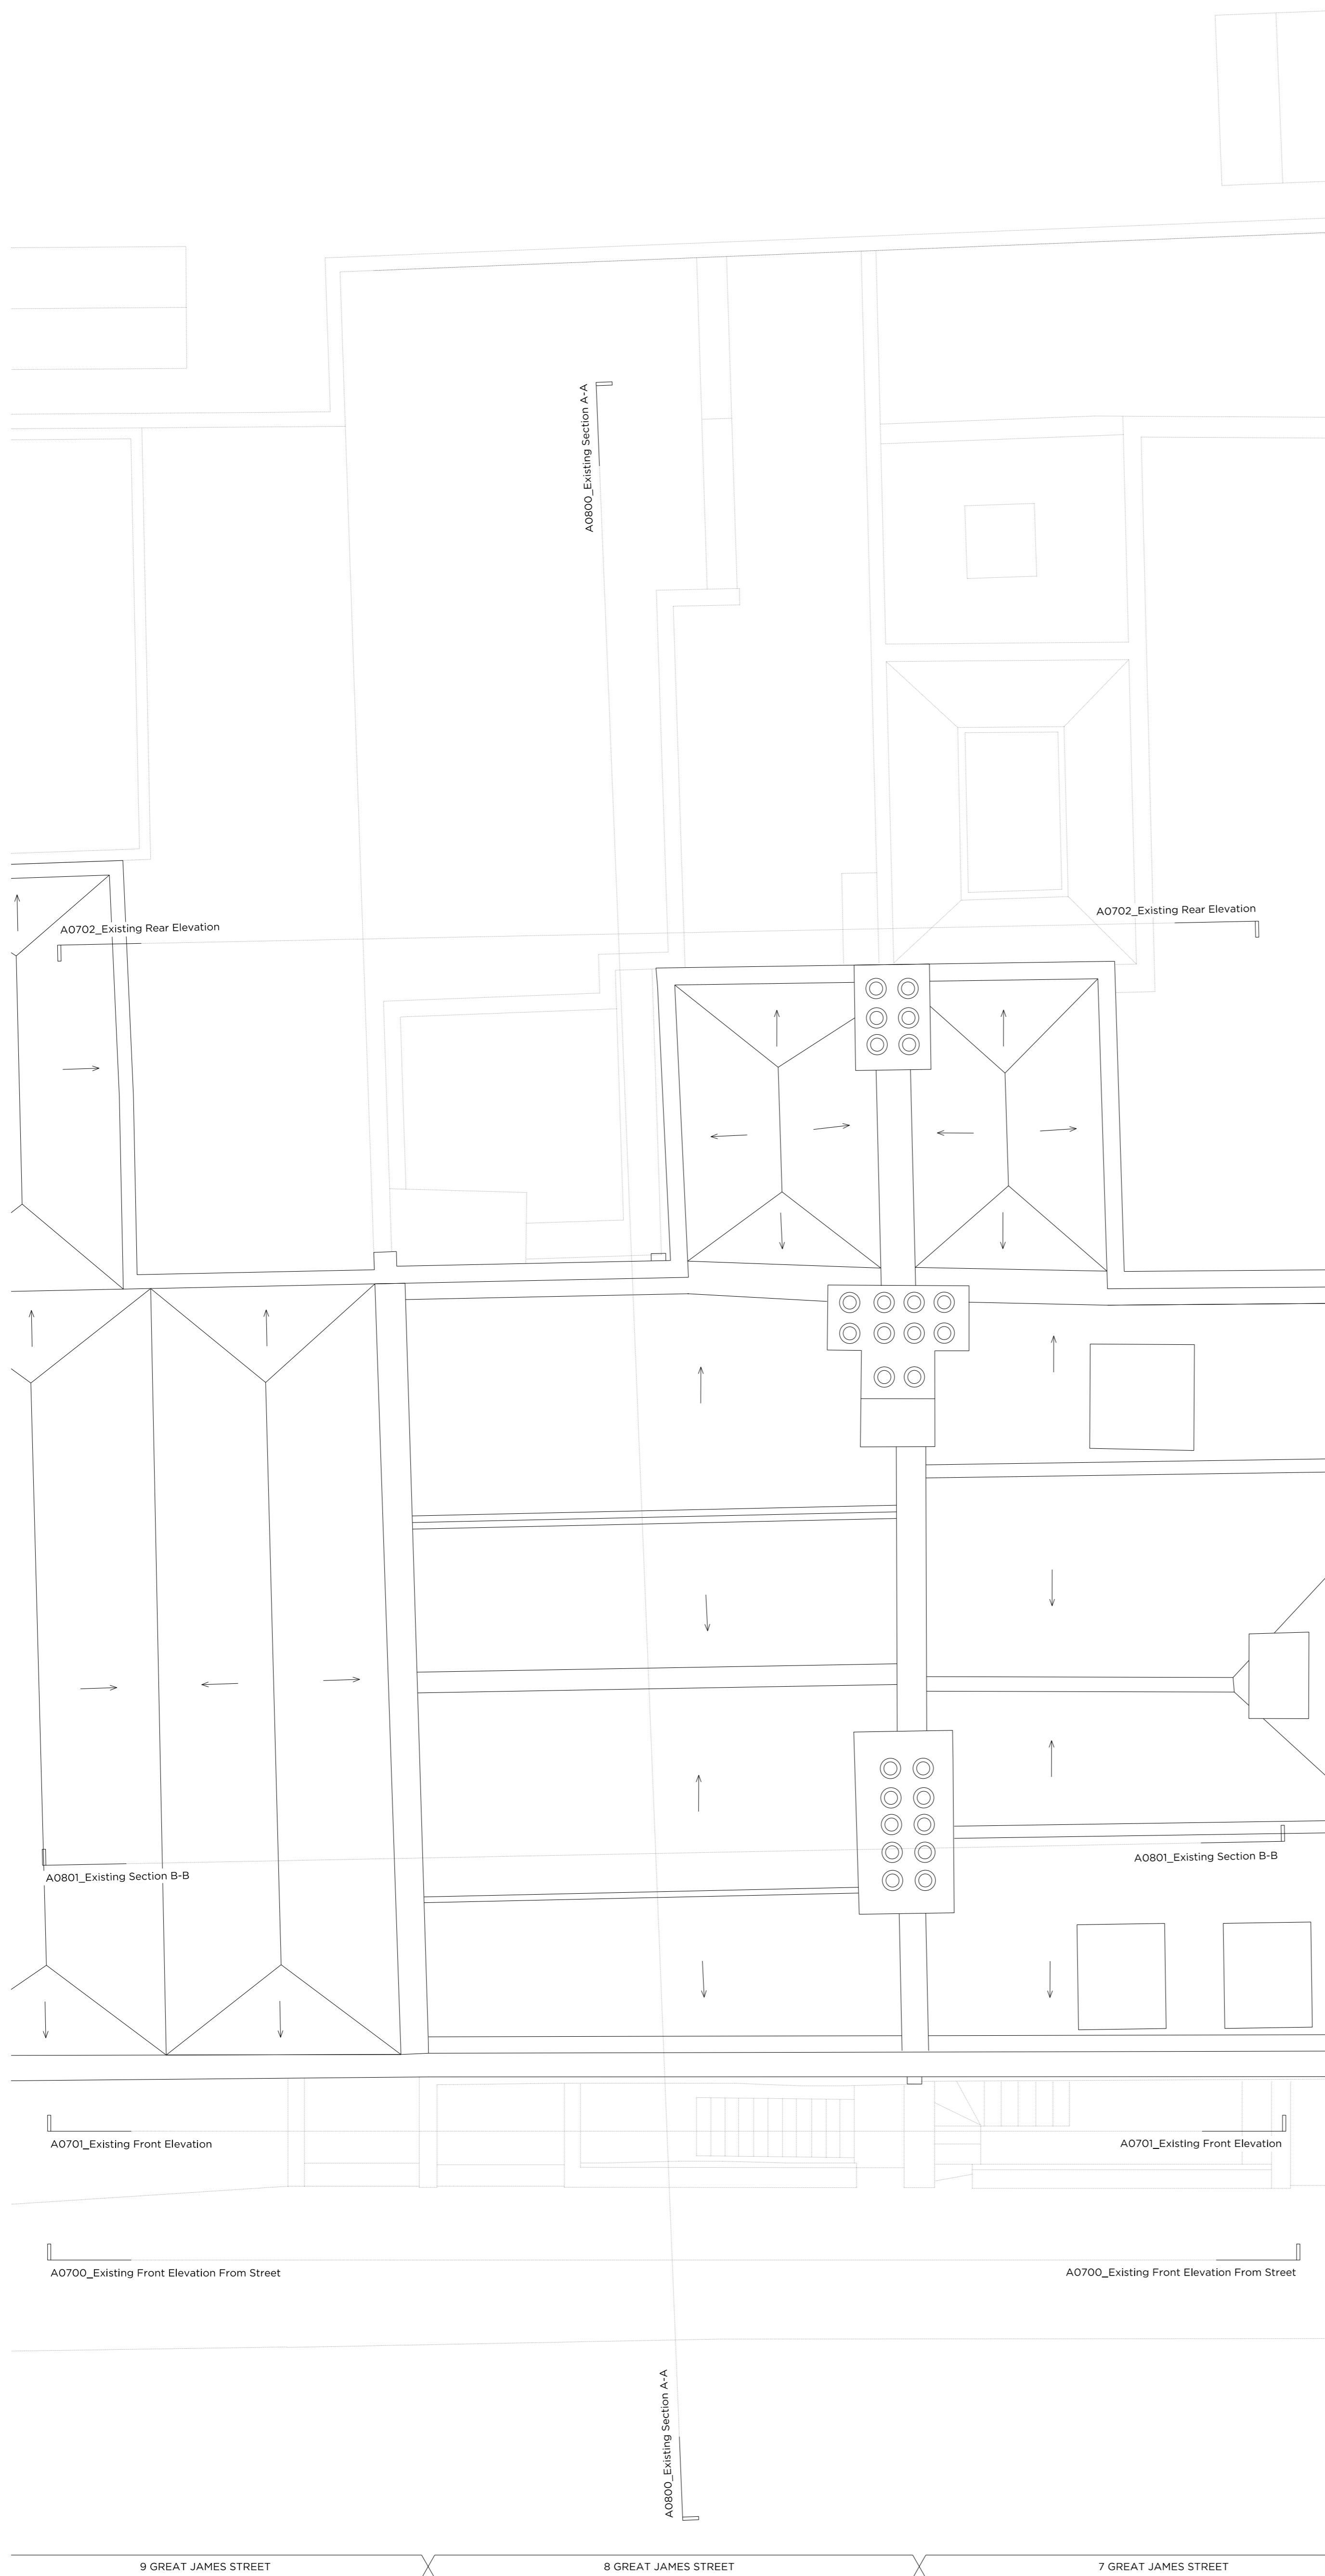 A0800_Existing Section A-A
A0702_Existing Rear Elevation
A0702_Existing Rear Elevation
A0801_Existing Section B-B
A0801_Existing Section B-B
A0701_Existing Front Elevation
A0701_Existing Front Elevation
A0700_Existing Front Elevation From Street
A0700_Existing Front Elevation From Street
A0800_Existing Section A-A
9 GREAT JAMES STREET
8 GREAT JAMES STREET
7 GREAT JAMES STREET